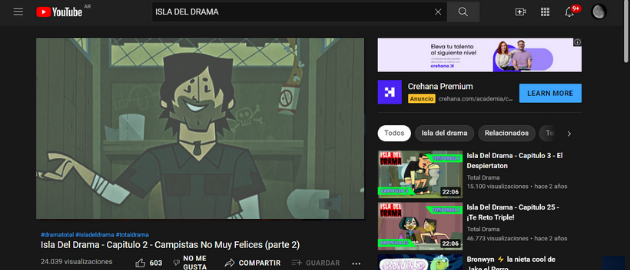 YouTube AR
ISLA DEL DRAMA
9+
Eleva tu talento
al siguiente nivel
crehana.com
Crehana Premium
Anuncio crehana.com/academia/c...
LEARN MORE
Todos
Isla del drama
Relacionados
To
Isla Del Drama - Capitulo 3 - El
Despiertaton
Total Drama
15.100 visualizaciones • hace 2 años
22:06
Isla Del Drama - Capitulo 25 -
¡Te Reto Triple!
Total Drama
46.773 visualizaciones • hace 2 años
22:06
Bronwyn ⚡ la nieta cool de
Jake el Perro
#dramatotal #isladeldrama #totaldrama
Isla Del Drama - Capitulo 2 - Campistas No Muy Felices (parte 2)
24.039 visualizaciones
603
NO ME
GUSTA
COMPARTIR
GUARDAR